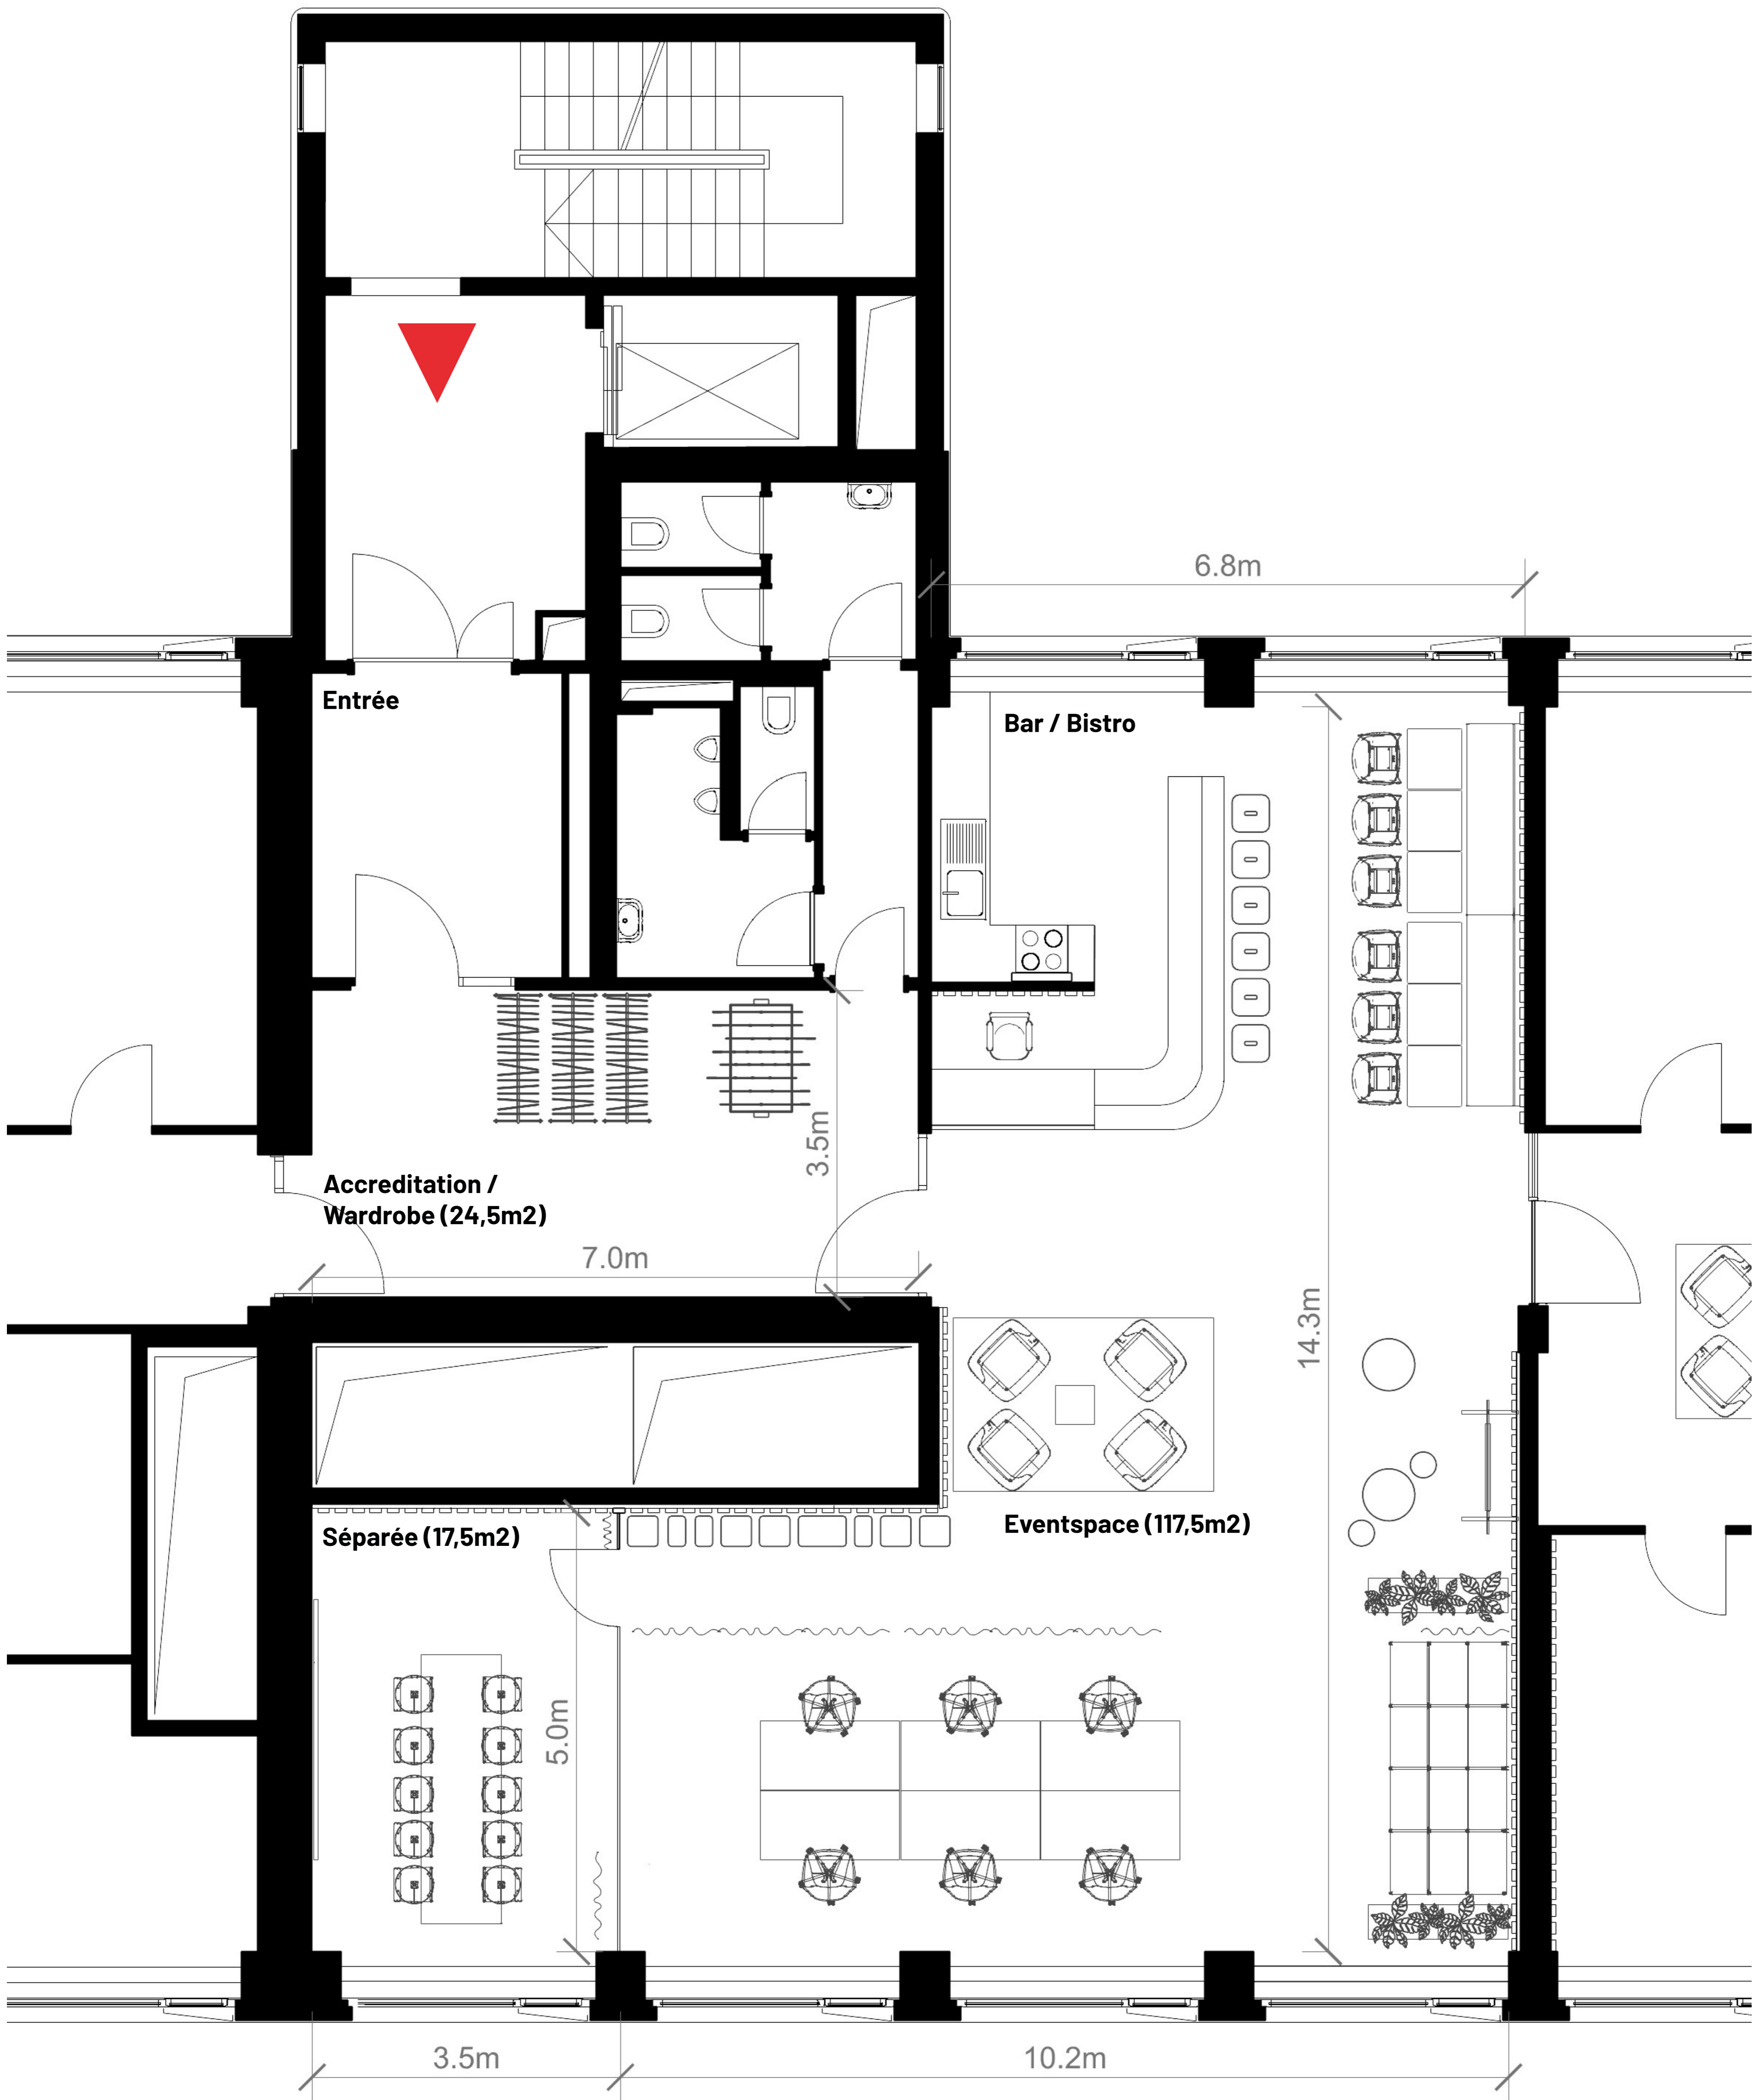 6.8m
Entrée
Bar / Bistro
3.5m
Accreditation /
Wardrobe (24,5m2)
7.0m
14.3m
Séparée (17,5m2)
Eventspace (117,5m2)
5.0m
3.5m
10.2m